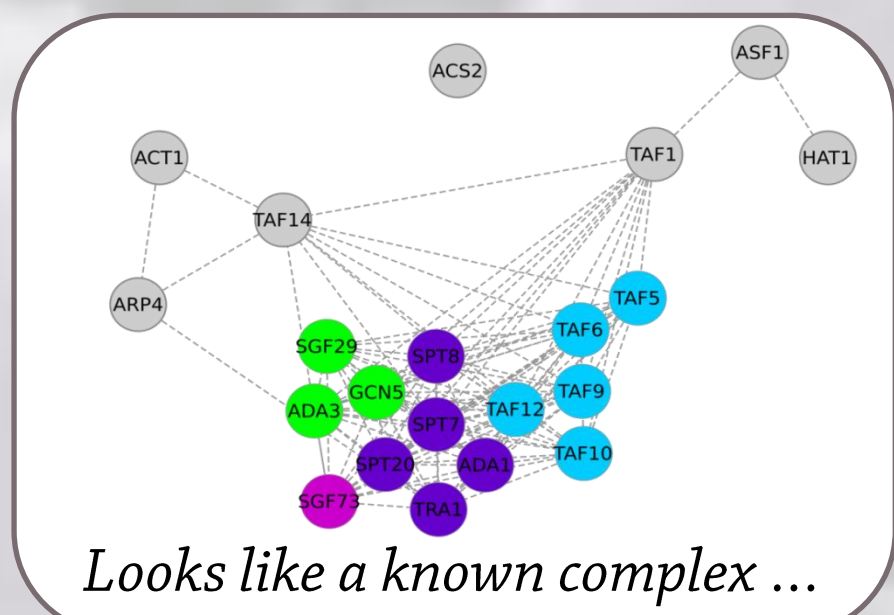 ASF1
ACS2
TAF1
HAT1
ACT1
TAF14
TAF5
ARP4
TAF6
SGF29
SPT8
GCN5
TAF9
ADA3
TAF12
SPT7
TAF10
SPT20
ADA1
SGF73
TRA1
Looks like a known complex ...